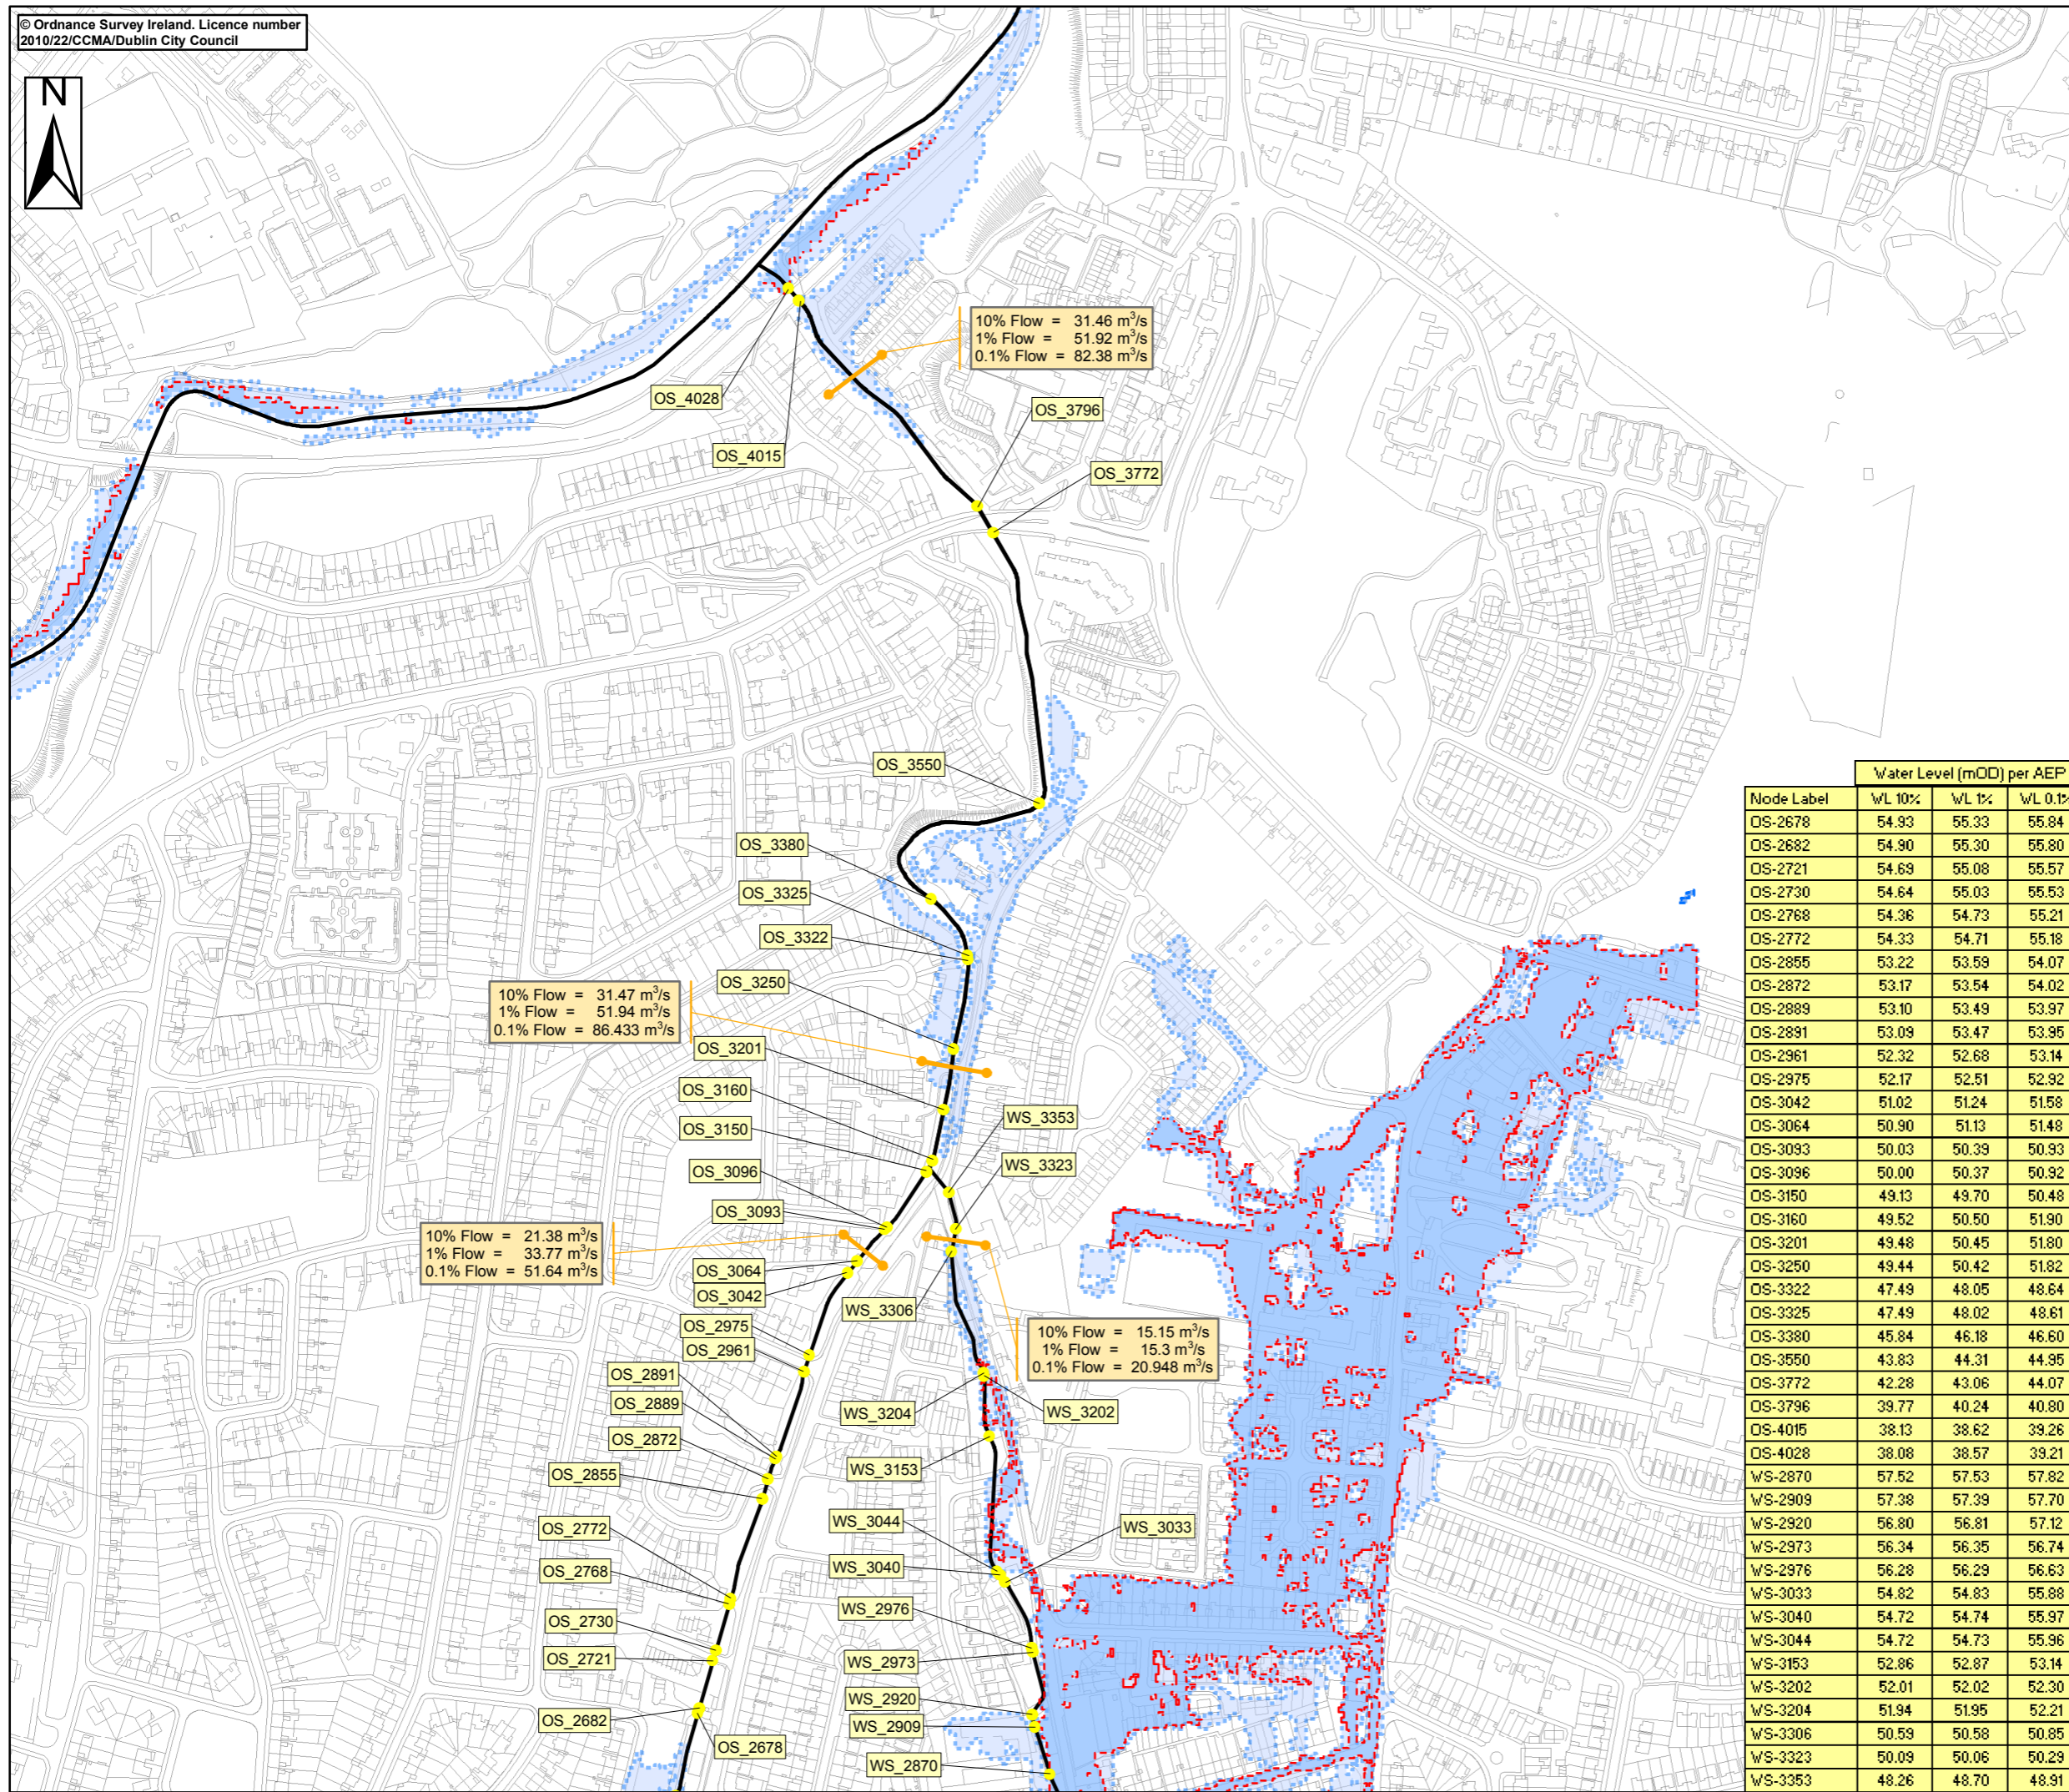 © Ordnance Survey Ireland. Licence number
2010/22/CCMA/Dublin City Council
N
10% Flow = 31.46 m³/s
1% Flow = 51.92 m³/s
0.1% Flow = 82.38 m³/s
OS_4028
OS_3796
OS_4015
OS_3772
OS_3550
OS_3380
OS_3325
OS_3322
OS_3250
10% Flow = 31.47 m³/s
1% Flow = 51.94 m³/s
0.1% Flow = 86.433 m³/s
OS_3201
OS_3160
WS_3353
OS_3150
WS_3323
OS_3096
OS_3093
10% Flow = 21.38 m³/s
1% Flow = 33.77 m³/s
0.1% Flow = 51.64 m³/s
OS_3064
OS_3042
WS_3306
OS_2975
10% Flow = 15.15 m³/s
1% Flow = 15.3 m³/s
0.1% Flow = 20.948 m³/s
OS_2961
OS_2891
OS_2889
WS_3204
WS_3202
OS_2872
WS_3153
OS_2855
WS_3044
OS_2772
WS_3033
WS_3040
OS_2768
WS_2976
OS_2730
OS_2721
WS_2973
WS_2920
OS_2682
WS_2909
OS_2678
WS_2870
Water Level (mOD) per AEP
Node Label WL 10% WL 1% WL 0.1%
OS-2678 54.93 55.33 55.84
OS-2682 54.90 55.30 55.80
OS-2721 54.69 55.08 55.57
OS-2730 54.64 55.03 55.53
OS-2768 54.36 54.73 55.21
OS-2772 54.33 54.71 55.18
OS-2855 53.22 53.59 54.07
OS-2872 53.17 53.54 54.02
OS-2889 53.10 53.49 53.97
OS-2891 53.09 53.47 53.95
OS-2961 52.32 52.68 53.14
OS-2975 52.17 52.51 52.92
OS-3042 51.02 51.24 51.58
OS-3064 50.90 51.13 51.48
OS-3093 50.03 50.39 50.93
OS-3096 50.00 50.37 50.92
OS-3150 49.13 49.70 50.48
OS-3160 49.52 50.50 51.90
OS-3201 49.48 50.45 51.80
OS-3250 49.44 50.42 51.82
OS-3322 47.49 48.05 48.64
OS-3325 47.49 48.02 48.61
OS-3380 45.84 46.18 46.60
OS-3550 43.83 44.31 44.95
OS-3772 42.28 43.06 44.07
OS-3796 39.77 40.24 40.80
OS-4015 38.13 38.62 39.26
OS-4028 38.08 38.57 39.21
WS-2870 57.52 57.53 57.82
WS-2909 57.38 57.39 57.70
WS-2920 56.80 56.81 57.12
WS-2973 56.34 56.35 56.74
WS-2976 56.28 56.29 56.63
WS-3033 54.82 54.83 55.88
WS-3040 54.72 54.74 55.97
WS-3044 54.72 54.73 55.96
WS-3153 52.86 52.87 53.14
WS-3202 52.01 52.02 52.30
WS-3204 51.94 51.95 52.21
WS-3306 50.59 50.58 50.85
WS-3323 50.09 50.06 50.29
WS-3353 48.26 48.70 48.91